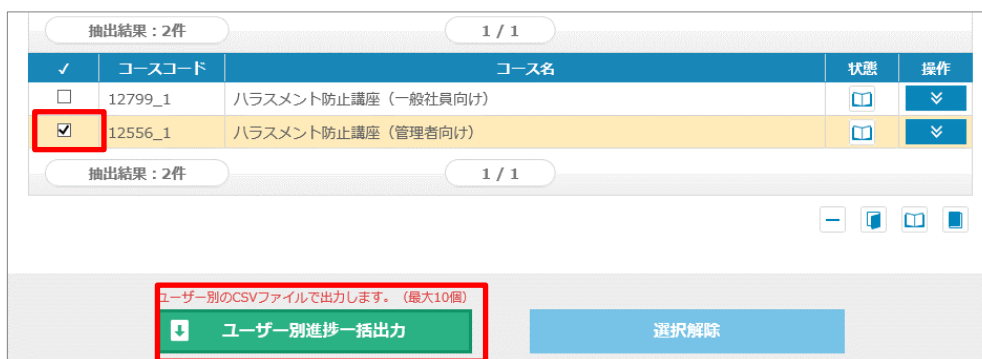 抽出結果：2件 1 / 1
✓ コースコード コース名 状態 操作
12799_1 ハラスメント防止講座（一般社員向け）
12556_1 ハラスメント防止講座（管理者向け）
抽出結果：2件 1 / 1
ユーザー別のCSVファイルで出力します。（最大10個）
ユーザー別進捗一括出力 選択解除